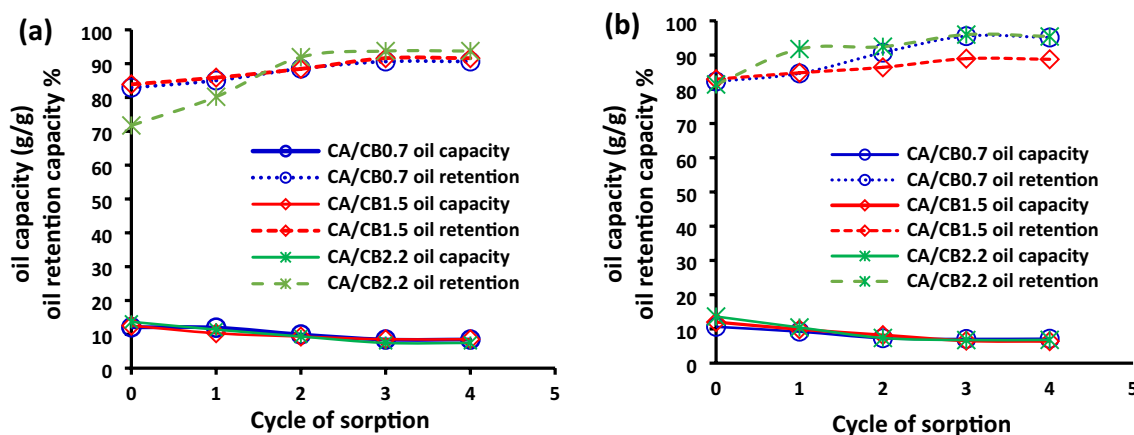 (a)
oil capacity (g/g)
oil retention capacity %
100
90
80
70
60
50
40
30
20
10
0
CA/CB0.7 oil capacity
CA/CB0.7 oil retention
CA/CB1.5 oil capacity
CA/CB1.5 oil retention
CA/CB2.2 oil capacity
CA/CB2.2 oil retention
0 1 2 3 4 5
Cycle of sorption
(b)
oil capacity (g/g)
oil retention capacity %
100
90
80
70
60
50
40
30
20
10
0
CA/CB0.7 oil capacity
CA/CB0.7 oil retention
CA/CB1.5 oil capacity
CA/CB1.5 oil retention
CA/CB2.2 oil capacity
CA/CB2.2 oil retention
0 1 2 3 4 5
Cycle of sorption